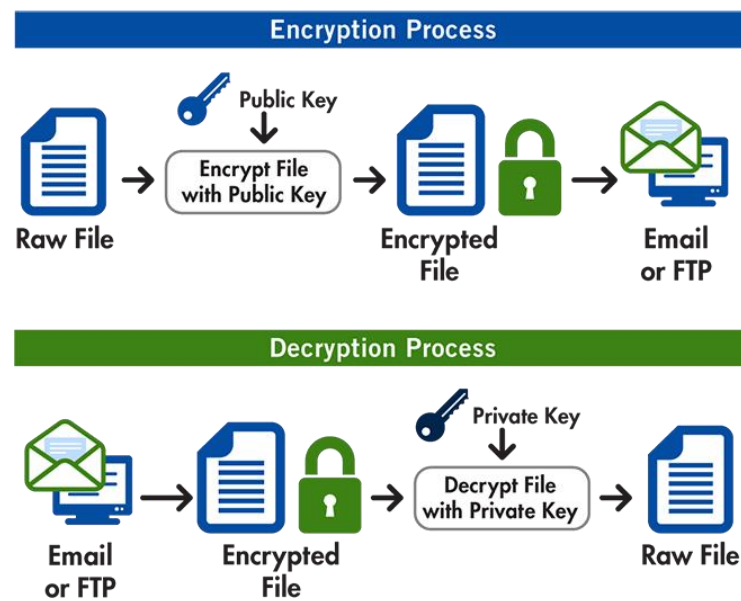 Encryption Process
Public Key
Encrypt File
with Public Key
Raw File
Encrypted
File
Email
or FTP
Decryption Process
Private Key
Decrypt File
with Private Key
Email
or FTP
Encrypted
File
Raw File